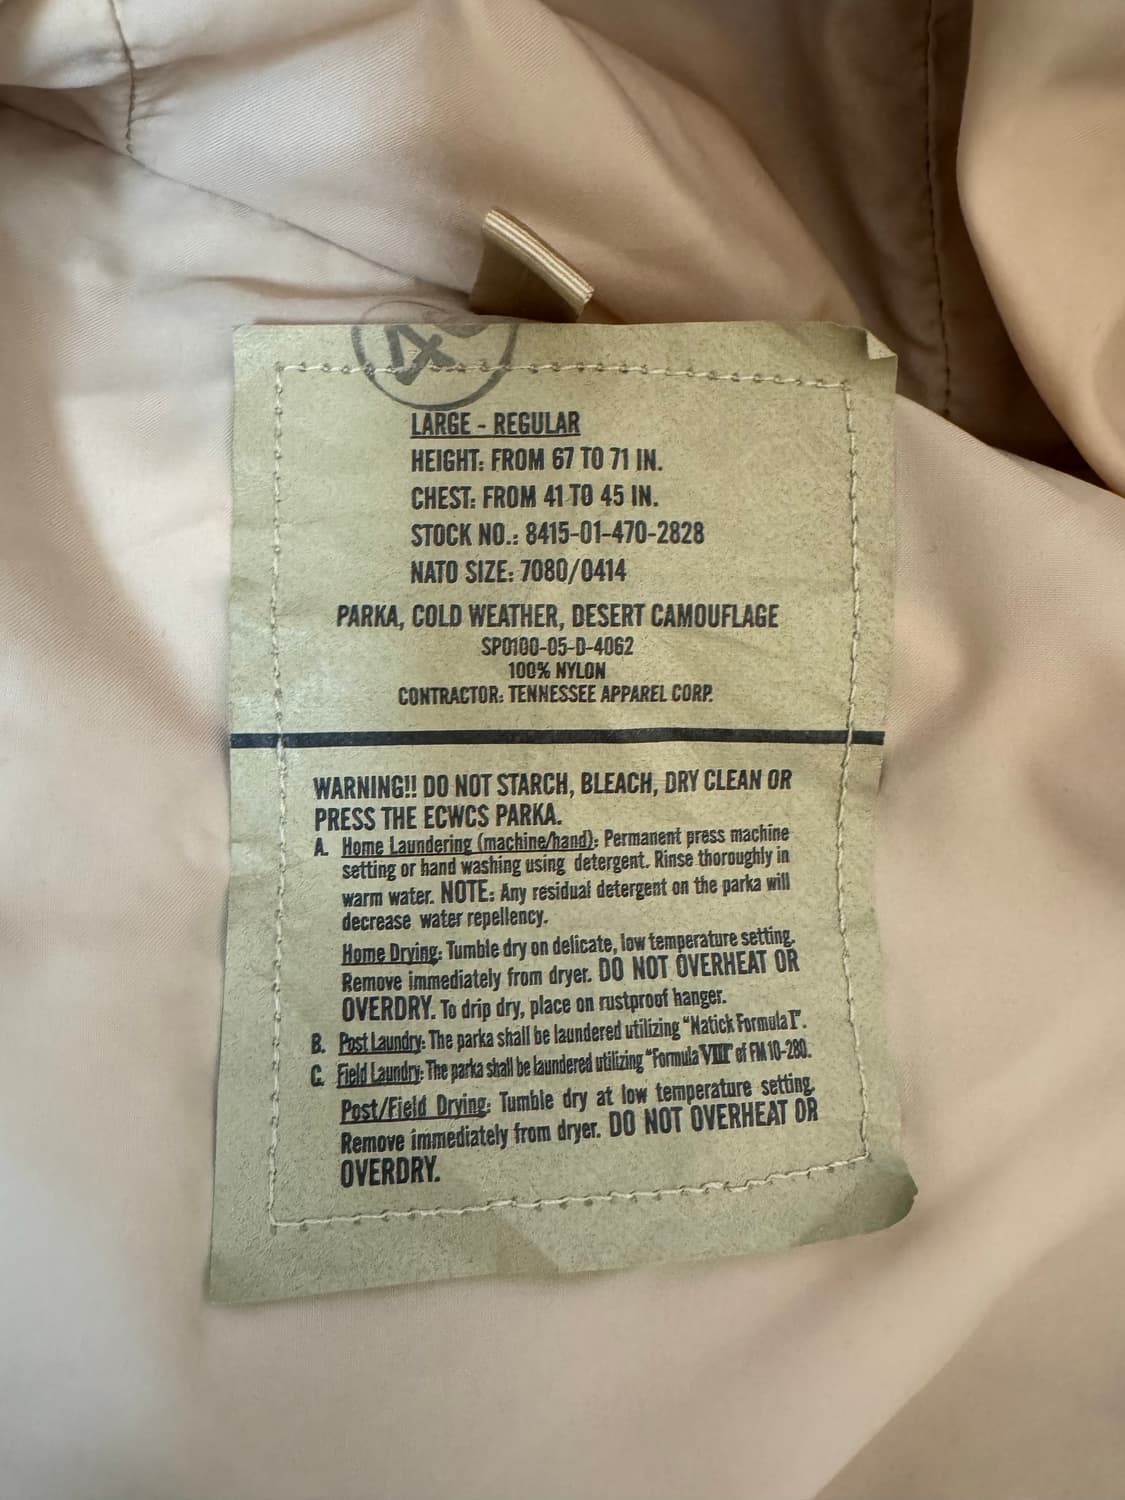 LARGE - REGULAR
HEIGHT: FROM 67 TO 71 IN.
CHEST: FROM 41 TO 45 IN.
STOCK NO.: 8415-01-470-2828
NATO SIZE: 7080/0414
PARKA, COLD WEATHER, DESERT CAMOUFLAGE
SP0100-05-D-4062
100% NYLON
CONTRACTOR: TENNESSEE APPAREL CORP.
WARNING!! DO NOT STARCH, BLEACH, DRY CLEAN OR
PRESS THE ECWCS PARKA.
A. Home Laundering (machine/hand): Permanent press machine
setting or hand washing using detergent. Rinse thoroughly in
warm water. NOTE: Any residual detergent on the parka will
decrease water repellency.
Home Drying: Tumble dry on delicate, low temperature setting.
Remove immediately from dryer. DO NOT OVERHEAT OR
OVERDRY. To drip dry, place on rustproof hanger.
B. Post Laundry: The parka shall be laundered utilizing "Natick Formula I".
C. Field Laundry: The parka shall be laundered utilizing "Formula VIII" of FM 10-280.
Post/Field Drying: Tumble dry at low temperature setting.
Remove immediately from dryer. DO NOT OVERHEAT OR
OVERDRY.